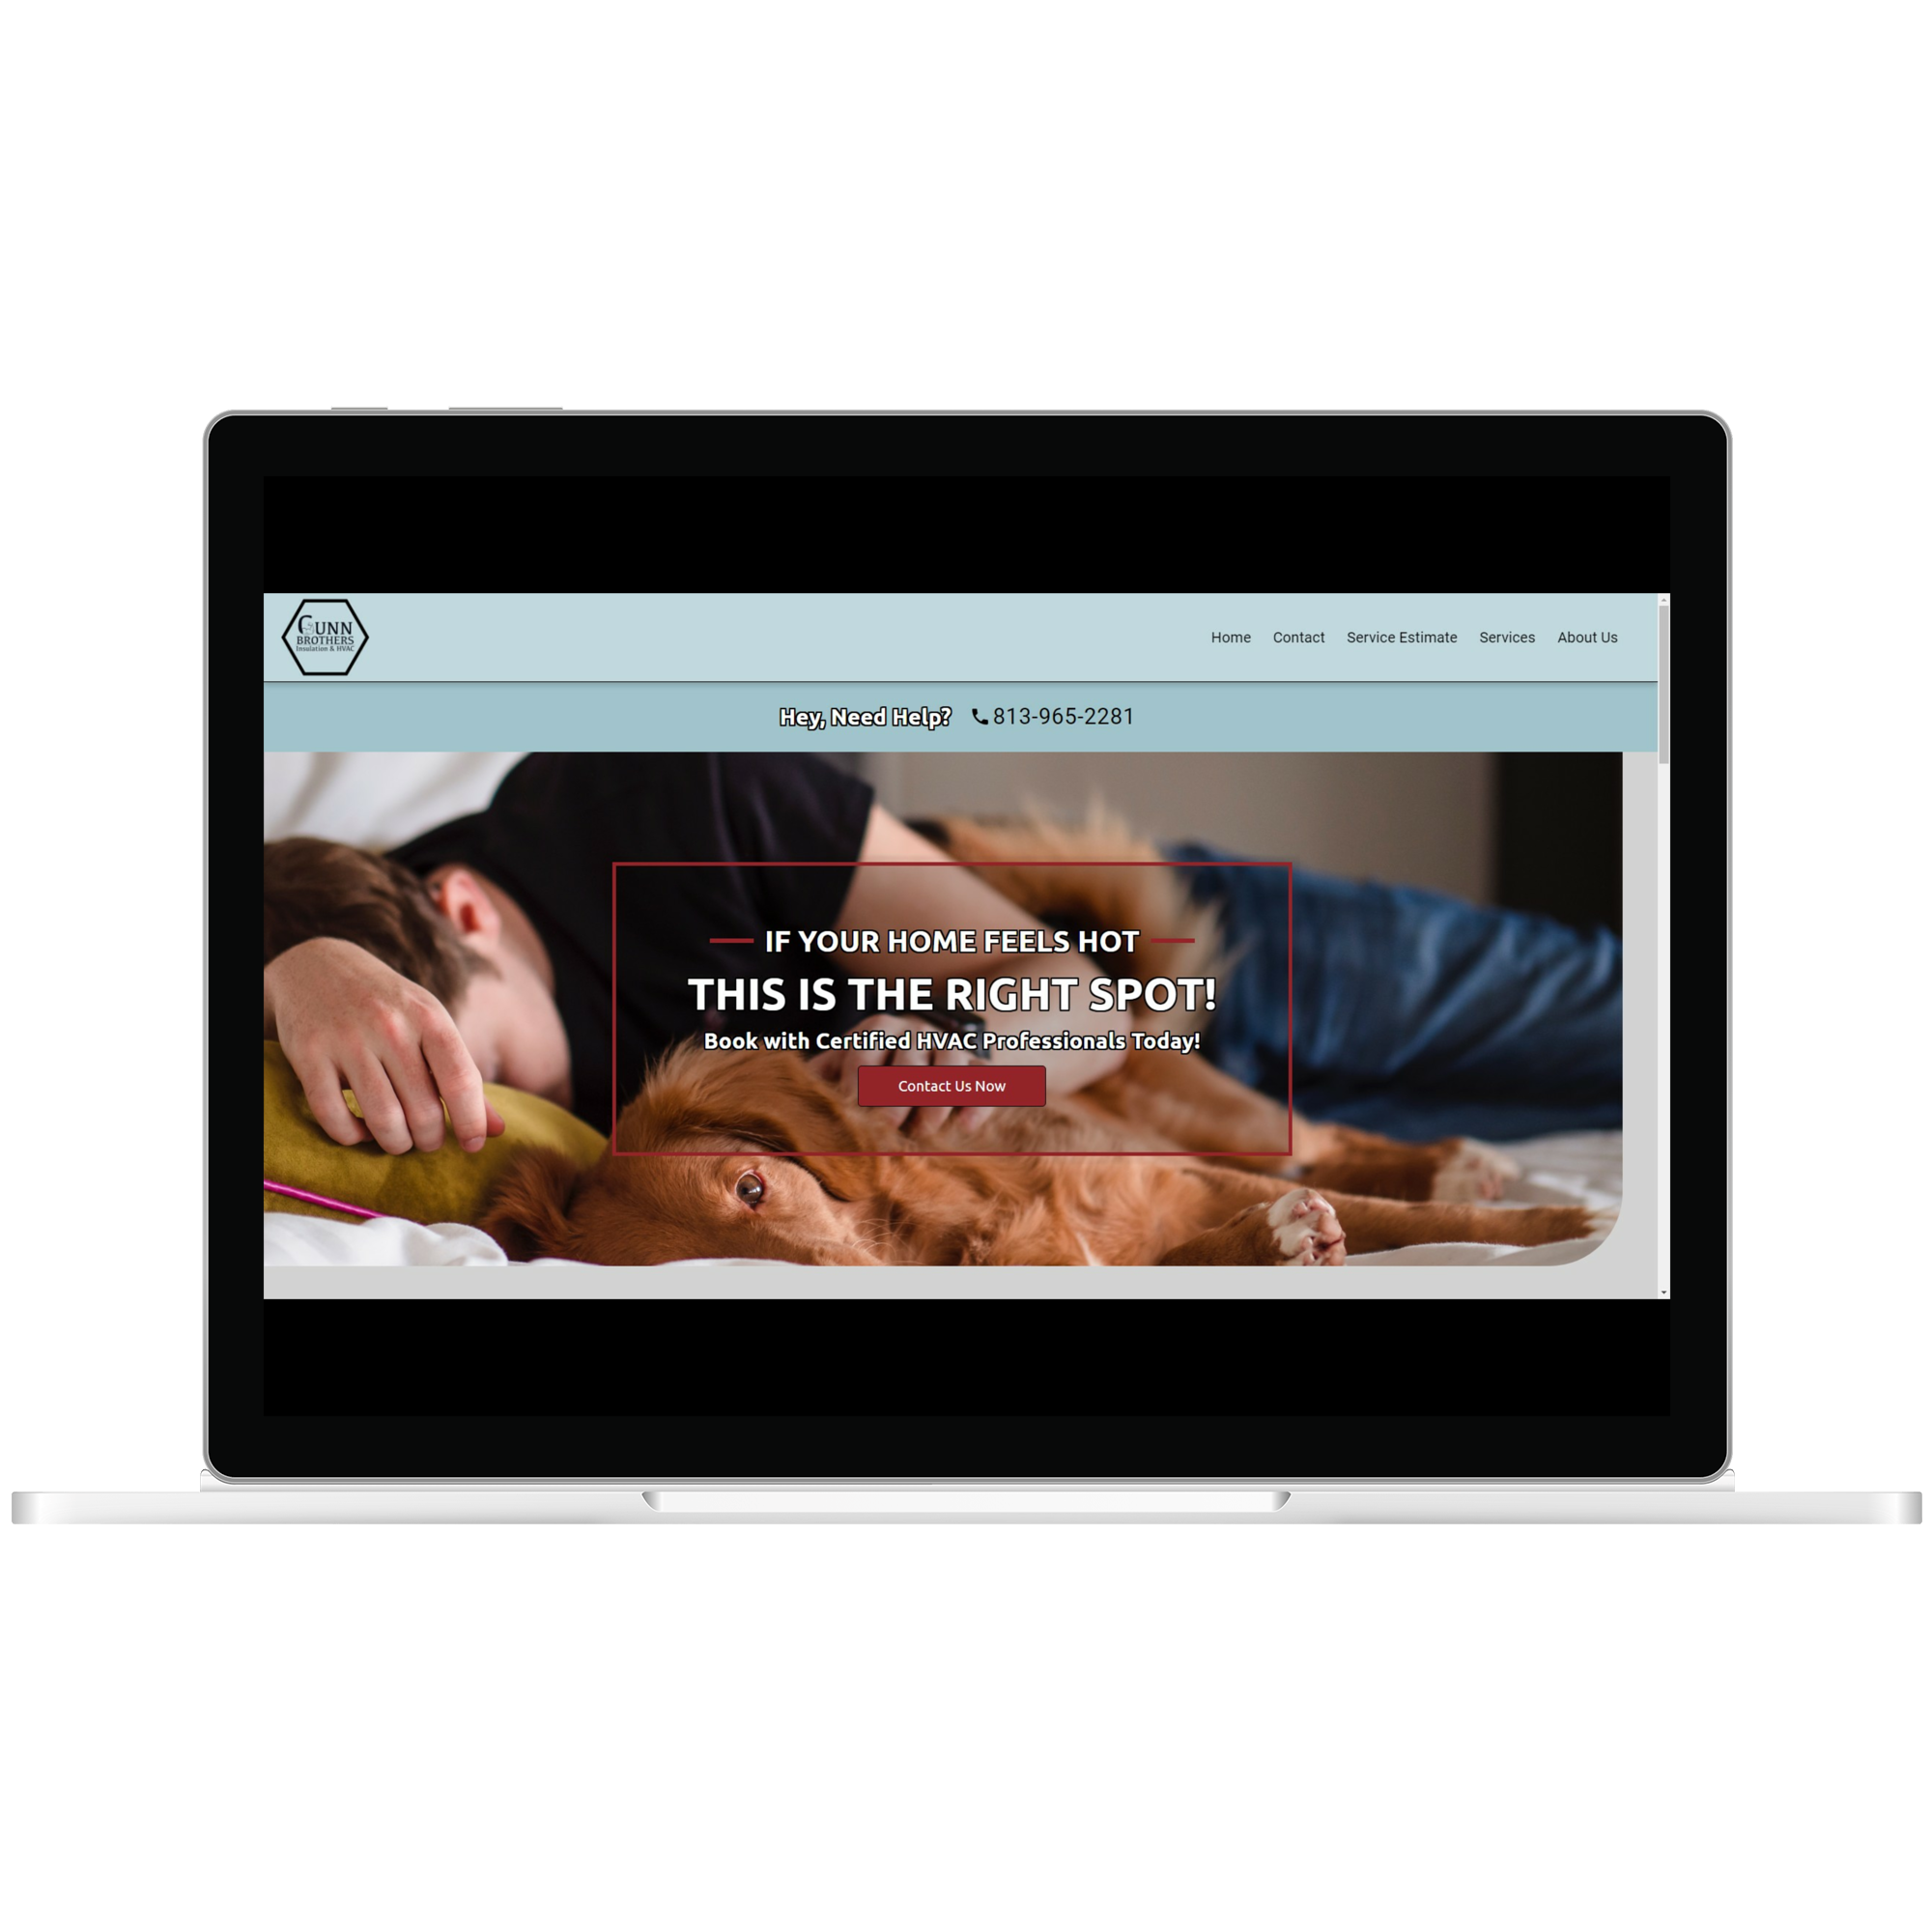 GUNN
BROTHERS
Insulation & HVAC
Home Contact Service Estimate Services About Us
Hey, Need Help? 813-965-2281
IF YOUR HOME FEELS HOT
THIS IS THE RIGHT SPOT!
Book with Certified HVAC Professionals Today!
Contact Us Now